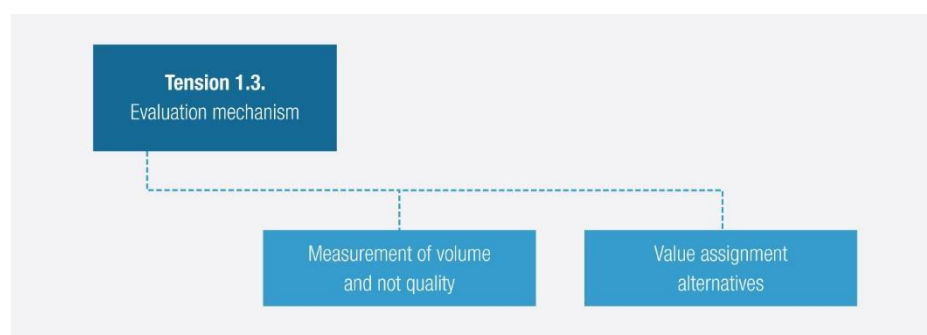 Tension 1.3.
Evaluation mechanism
Measurement of volume
and not quality
Value assignment
alternatives